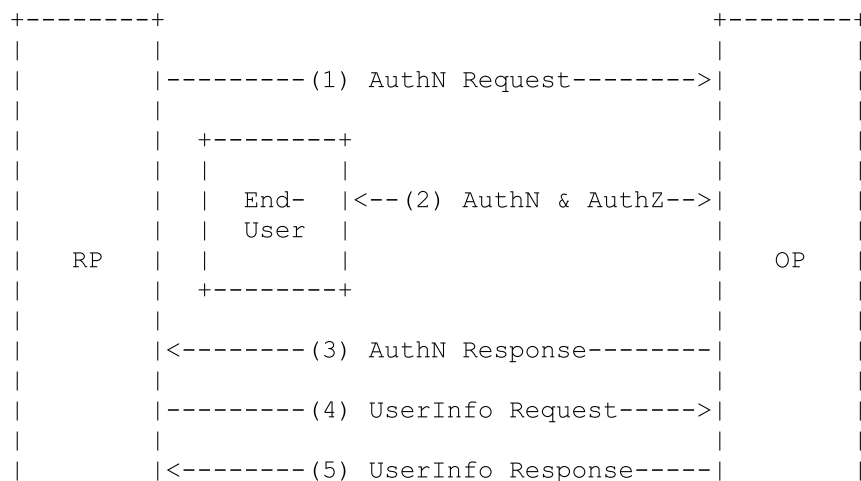 (1) AuthN Request
End-
(2) AuthN & AuthZ
User
RP
OP
(3) AuthN Response
(4) UserInfo Request
(5) UserInfo Response